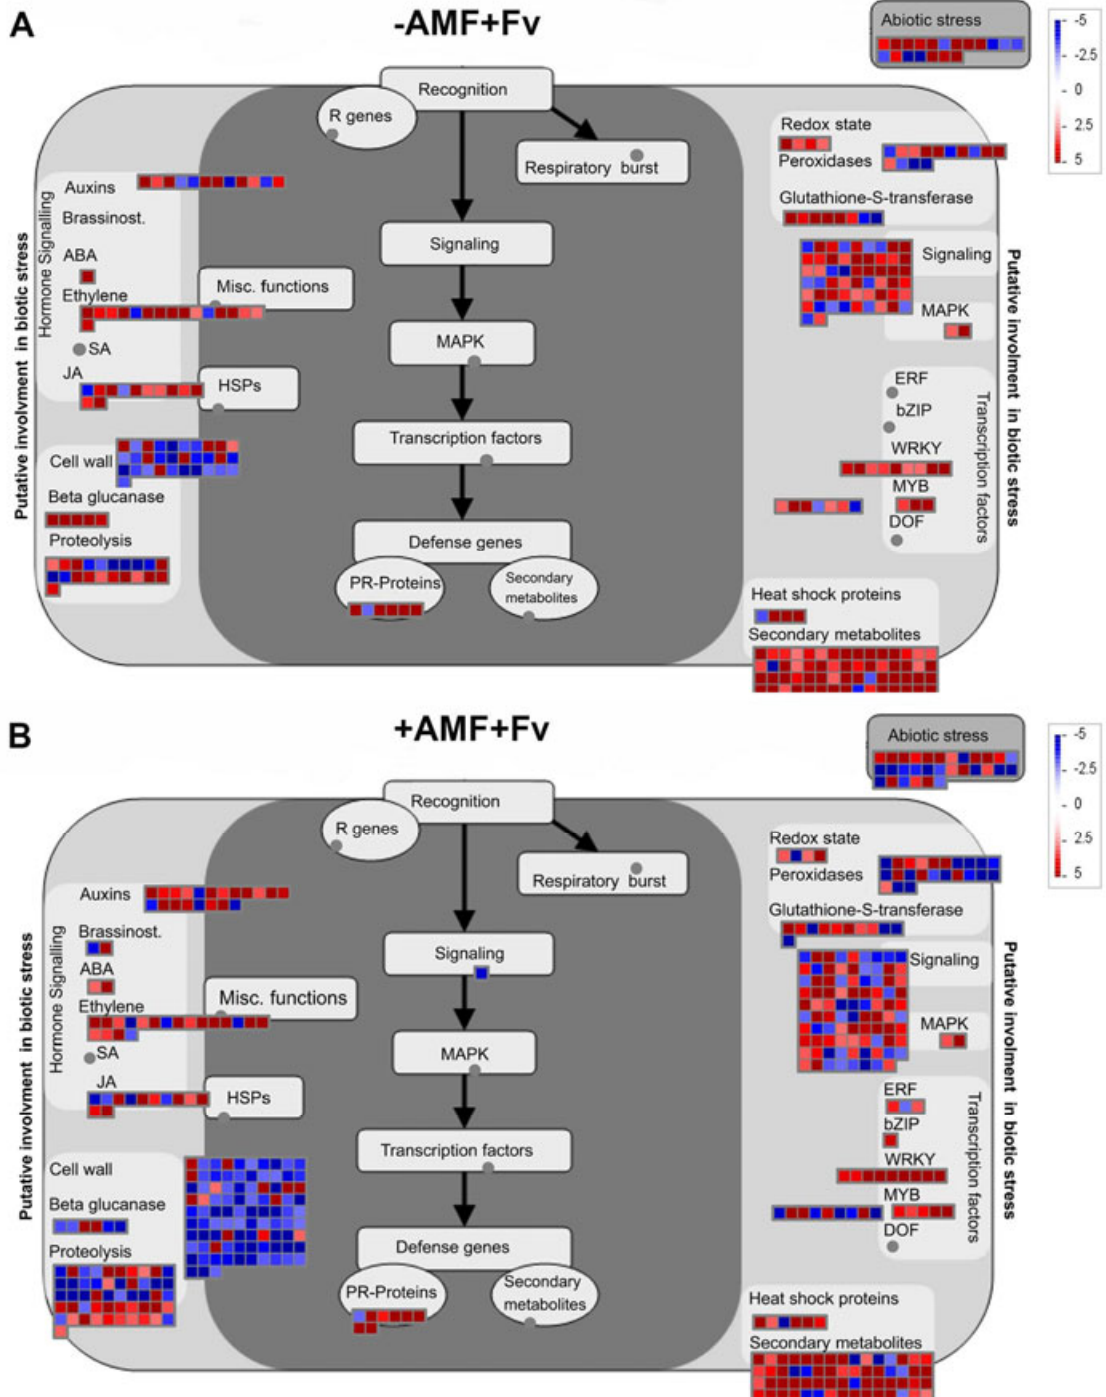 A
-AMF+Fv
Abiotic stress
-5
-2.5
0
2.5
5
Recognition
R genes
Respiratory burst
Redox state
Peroxidases
Glutathione-S-transferase
Signaling
MAPK
ERF
bZIP
WRKY
MYB
DOF
Transcription factors
Putative involment in biotic stress
Heat shock proteins
Secondary metabolites
Putative involvment in biotic stress
Hormone Signalling
Auxins
Brassinost.
ABA
Ethylene
SA
JA
Misc. functions
HSPs
Cell wall
Beta glucanase
Proteolysis
Signaling
MAPK
Transcription factors
Defense genes
PR-Proteins
Secondary
metabolites
B
+AMF+Fv
Abiotic stress
-5
-2.5
0
2.5
5
Recognition
R genes
Respiratory burst
Redox state
Peroxidases
Glutathione-S-transferase
Signaling
MAPK
ERF
bZIP
WRKY
MYB
DOF
Transcription factors
Putative involment in biotic stress
Heat shock proteins
Secondary metabolites
Putative involvment in biotic stress
Hormone Signalling
Auxins
Brassinost.
ABA
Ethylene
SA
JA
Misc. functions
HSPs
Cell wall
Beta glucanase
Proteolysis
Signaling
MAPK
Transcription factors
Defense genes
PR-Proteins
Secondary
metabolites